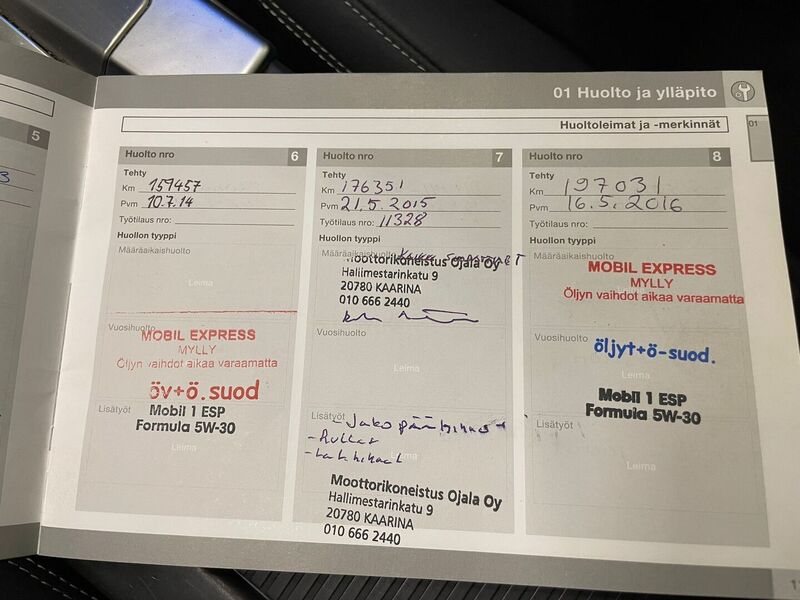 5
3
01 Huolto ja ylläpito
Huoltoleimat ja -merkinnät
01
Huolto nro 6
Tehty
Km 159457
Pvm 10.7.14
Työtilaus nro:
Huollon tyyppi
Määräaikaishuolto
Leima
Vuosihuolto
MOBIL EXPRESS
MYLLY
Öljyn vaihdot aikaa varaamatta
öv+ö.suod
Mobil 1 ESP
Formula 5W-30
Lisätyöt
Leima
Huolto nro 7
Tehty
Km 176351
Pvm 21.5.2015
Työtilaus nro: 11328
Huollon tyyppi
Määräaikaishuolto
Moottorikoneistus Ojala Oy
Hallimestarinkatu 9
20780 KAARINA
010 666 2440
Vuosihuolto
Leima
Lisätyöt
- Jakopäähihna +
- Rullat
Moottorikoneistus Ojala Oy
Hallimestarinkatu 9
20780 KAARINA
010 666 2440
Huolto nro 8
Tehty
Km 197031
Pvm 16.5.2016
Työtilaus nro:
Huollon tyyppi
Määräaikaishuolto
MOBIL EXPRESS
MYLLY
Öljyn vaihdot aikaa varaamatta
Vuosihuolto
öljyt+ö-suod.
Leima
Mobil 1 ESP
Formula 5W-30
Lisätyöt
Leima